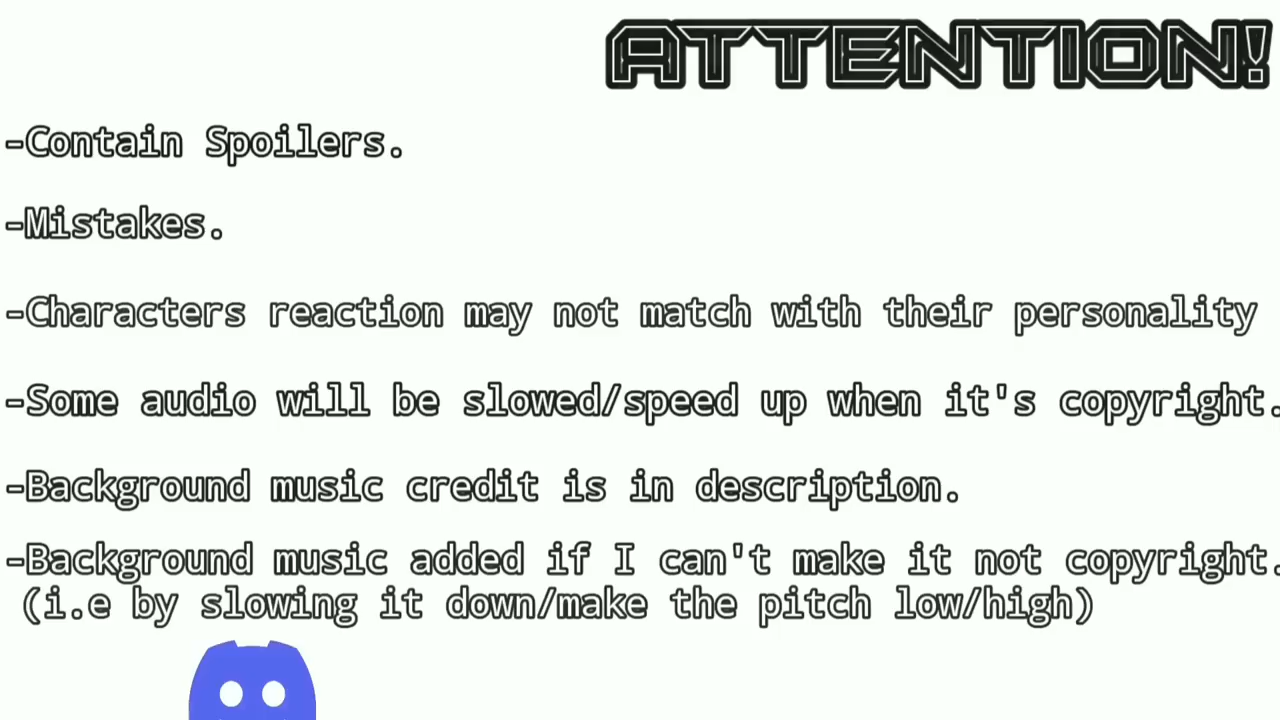 ATTENTION!
-Contain Spoilers.
-Mistakes.
-Characters reaction may not match with their personality
-Some audio will be slowed/speed up when it's copyright.
-Background music credit is in description.
-Background music added if I can't make it not copyright.
(i.e by slowing it down/make the pitch low/high)